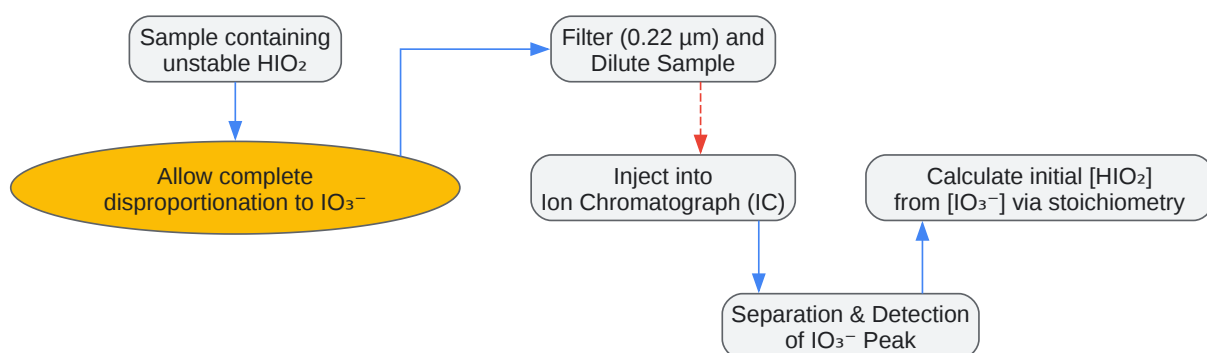 Sample containing
unstable HIO₂
Filter (0.22 µm) and
Dilute Sample
Allow complete
disproportionation to IO₃⁻
Inject into
Ion Chromatograph (IC)
Calculate initial [HIO₂]
from [IO₃⁻] via stoichiometry
Separation & Detection
of IO₃⁻ Peak